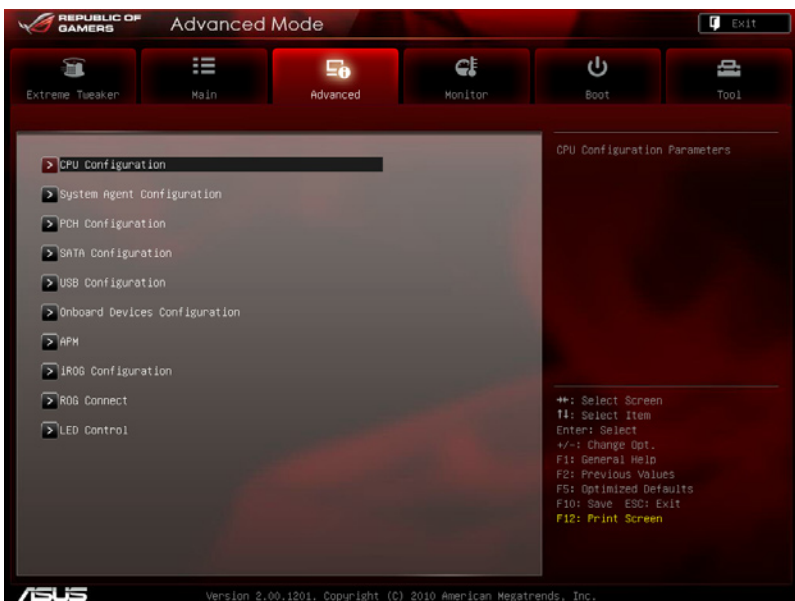 REPUBLIC OF
GAMERS
Advanced Mode
Exit
Extreme Tweaker
Main
Advanced
Monitor
Boot
Tool
CPU Configuration
System Agent Configuration
PCH Configuration
SATA Configuration
USB Configuration
Onboard Devices Configuration
APM
iROG Configuration
ROG Connect
LED Control
CPU Configuration Parameters
→←: Select Screen
↑↓: Select Item
Enter: Select
+/-: Change Opt.
F1: General Help
F2: Previous Values
F5: Optimized Defaults
F10: Save ESC: Exit
F12: Print Screen
ASUS
Version 2.00.1201. Copyright (C) 2010 American Megatrends, Inc.